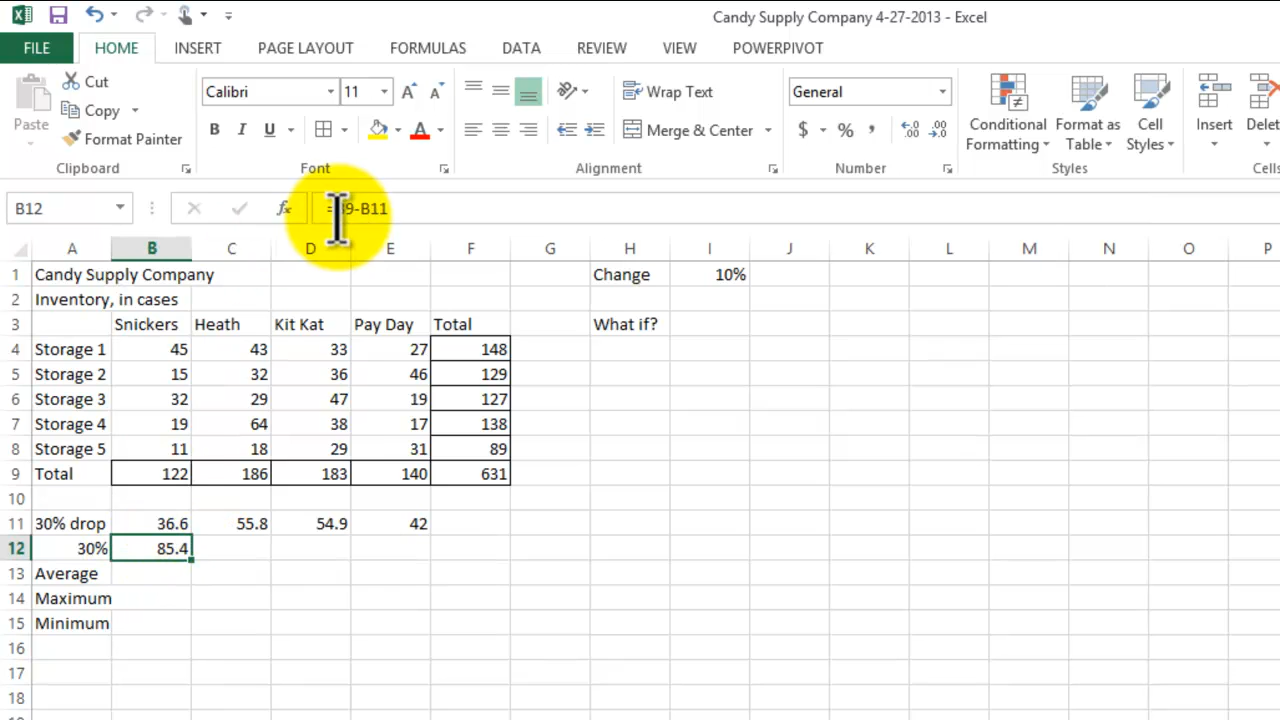 Candy Supply Company 4-27-2013 - Excel
FILE HOME INSERT PAGE LAYOUT FORMULAS DATA REVIEW VIEW POWERPIVOT
Paste Cut Copy Format Painter
Calibri 11
B I U A A A
Wrap Text
Merge & Center
General
$ % ,
Conditional Formatting Format as Table Cell Styles Insert
Clipboard Font Alignment Number Styles
B12 fx 9-B11
A B C D E F G H I J K L M N O P
1 Candy Supply Company Change 10%
2 Inventory, in cases
3 Snickers Heath Kit Kat Pay Day Total What if?
4 Storage 1 45 43 33 27 148
5 Storage 2 15 32 36 46 129
6 Storage 3 32 29 47 19 127
7 Storage 4 19 64 38 17 138
8 Storage 5 11 18 29 31 89
9 Total 122 186 183 140 631
10
11 30% drop 36.6 55.8 54.9 42
12 30% 85.4
13 Average
14 Maximum
15 Minimum
16
17
18